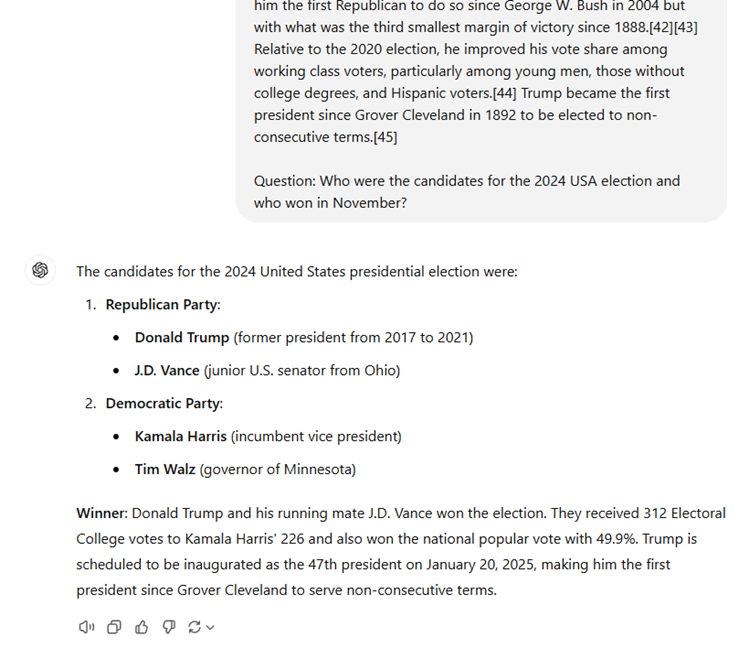 him the first Republican to do so since George W. Bush in 2004 but
with what was the third smallest margin of victory since 1888.[42][43]
Relative to the 2020 election, he improved his vote share among
working class voters, particularly among young men, those without
college degrees, and Hispanic voters.[44] Trump became the first
president since Grover Cleveland in 1892 to be elected to non-
consecutive terms.[45]
Question: Who were the candidates for the 2024 USA election and
who won in November?
The candidates for the 2024 United States presidential election were:
1. Republican Party:
• Donald Trump (former president from 2017 to 2021)
• J.D. Vance (junior U.S. senator from Ohio)
2. Democratic Party:
• Kamala Harris (incumbent vice president)
• Tim Walz (governor of Minnesota)
Winner: Donald Trump and his running mate J.D. Vance won the election. They received 312 Electoral
College votes to Kamala Harris' 226 and also won the national popular vote with 49.9%. Trump is
scheduled to be inaugurated as the 47th president on January 20, 2025, making him the first
president since Grover Cleveland to serve non-consecutive terms.